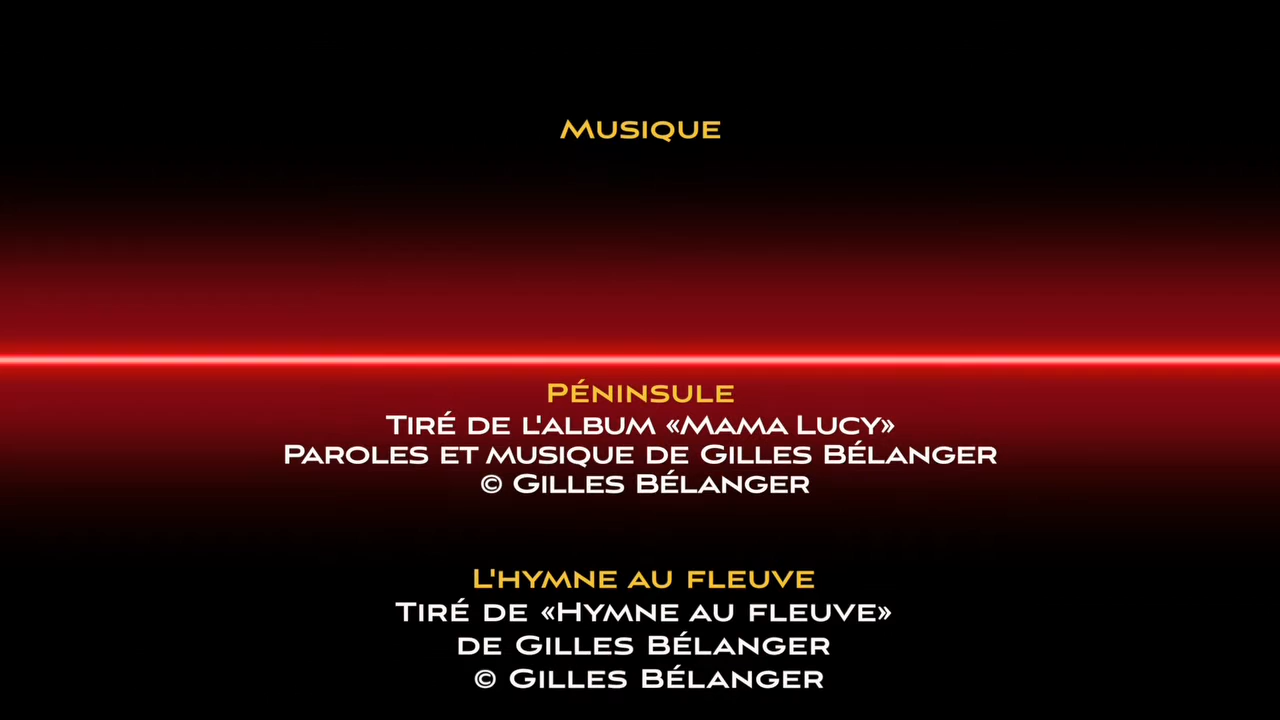 Musique
Péninsule
Tiré de l'album «Mama Lucy»
Paroles et musique de Gilles Bélanger
© Gilles Bélanger
L'hymne au fleuve
Tiré de «Hymne au fleuve»
de Gilles Bélanger
© Gilles Bélanger